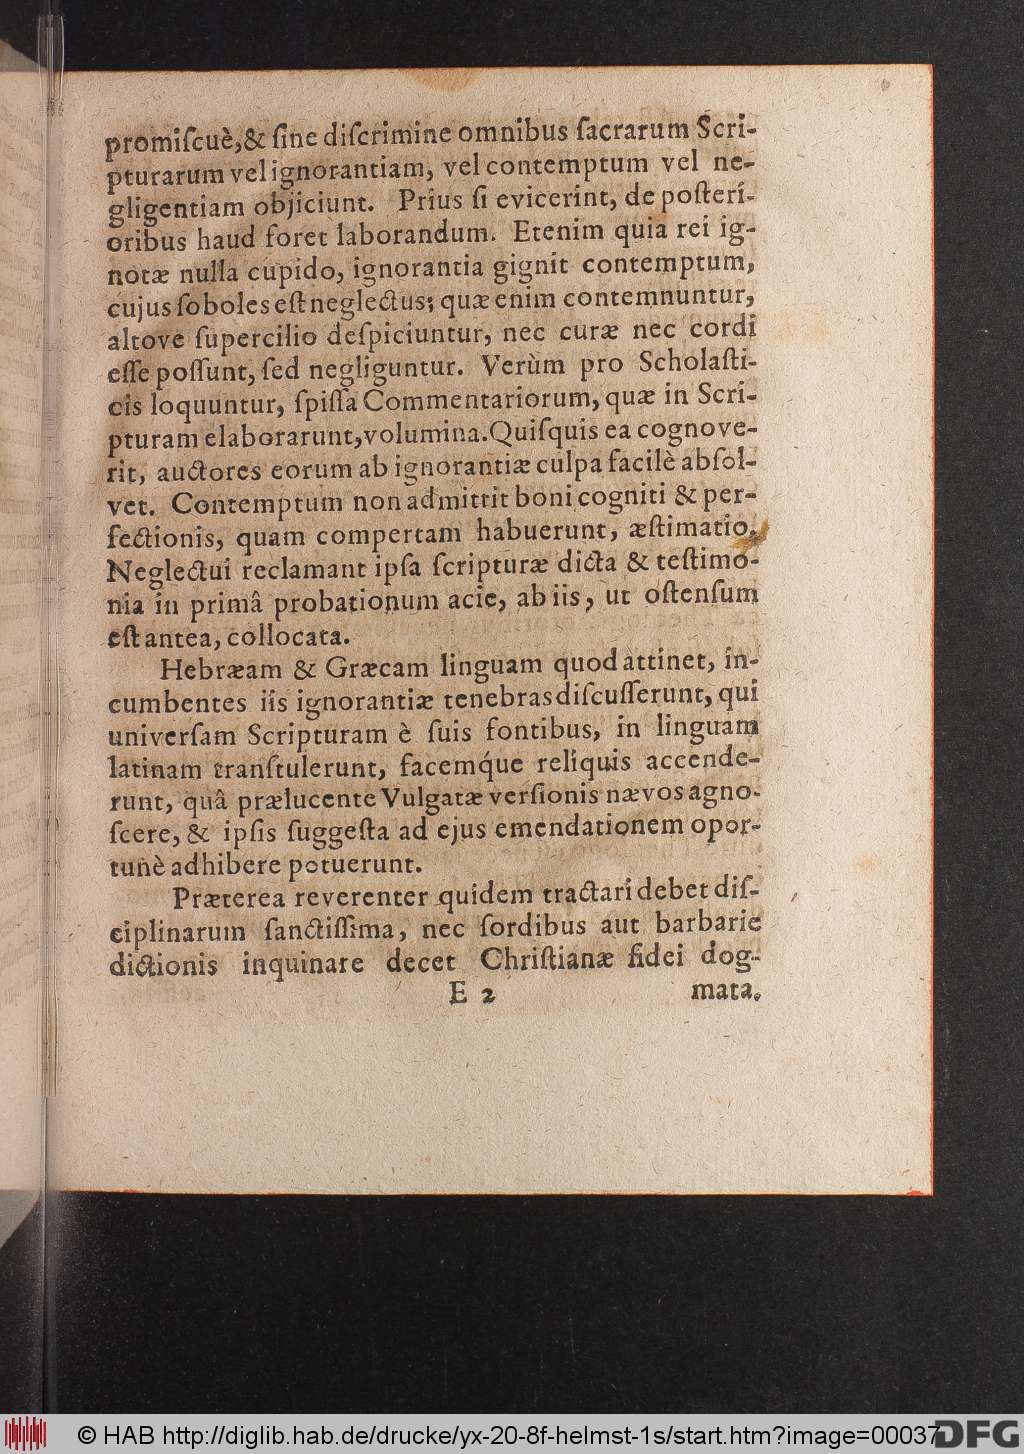 promiſcuè,& ſine diſcrimine omnibus ſacrarum Scri-
pturarum vel ignorantiam, vel contemptum vel ne-
gligentiam objiciunt. Prius ſi evicerint, de poſteri-
oribus haud foret laborandum. Etenim quia rei ig-
notæ nulla cupido, ignorantia gignit contemptum,
cujus ſoboles eſt neglectus; quæ enim contemnuntur,
altove ſupercilio deſpiciuntur, nec curæ nec cordi
eſſe poſſunt, ſed negliguntur. Verùm pro Scholaſti-
cis loquuntur, ſpiſſa Commentariorum, quæ in Scri-
pturam elaborarunt,volumina.Quiſquis ea cognove-
rit, auctores eorum ab ignorantiæ culpa facilè abſol-
vet. Contemptum non admittit boni cogniti & per-
fectionis, quam compertam habuerunt, æſtimatio.
Neglectui reclamant ipſa ſcripturæ dicta & teſtimo-
nia in primâ probationum acie, ab iis, ut oſtenſum
eſt antea, collocata.
Hebræam & Græcam linguam quod attinet, in-
cumbentes iis ignorantiæ tenebras diſcuſſerunt, qui
univerſam Scripturam è ſuis fontibus, in linguam
latinam tranſtulerunt, facemq́ue reliquis accende-
runt, quâ prælucente Vulgatæ verſionis nævos agno-
ſcere, & ipſis ſuggeſta ad ejus emendationem opor-
tunè adhibere potuerunt.
Præterea reverenter quidem tractari debet diſ-
ciplinarum ſanctiſſima, nec ſordibus aut barbarie
dictionis inquinare decet Chriſtianæ fidei dog-
E 2 mata.
© HAB http://diglib.hab.de/drucke/yx-20-8f-helmst-1s/start.htm?image=00037
DFG